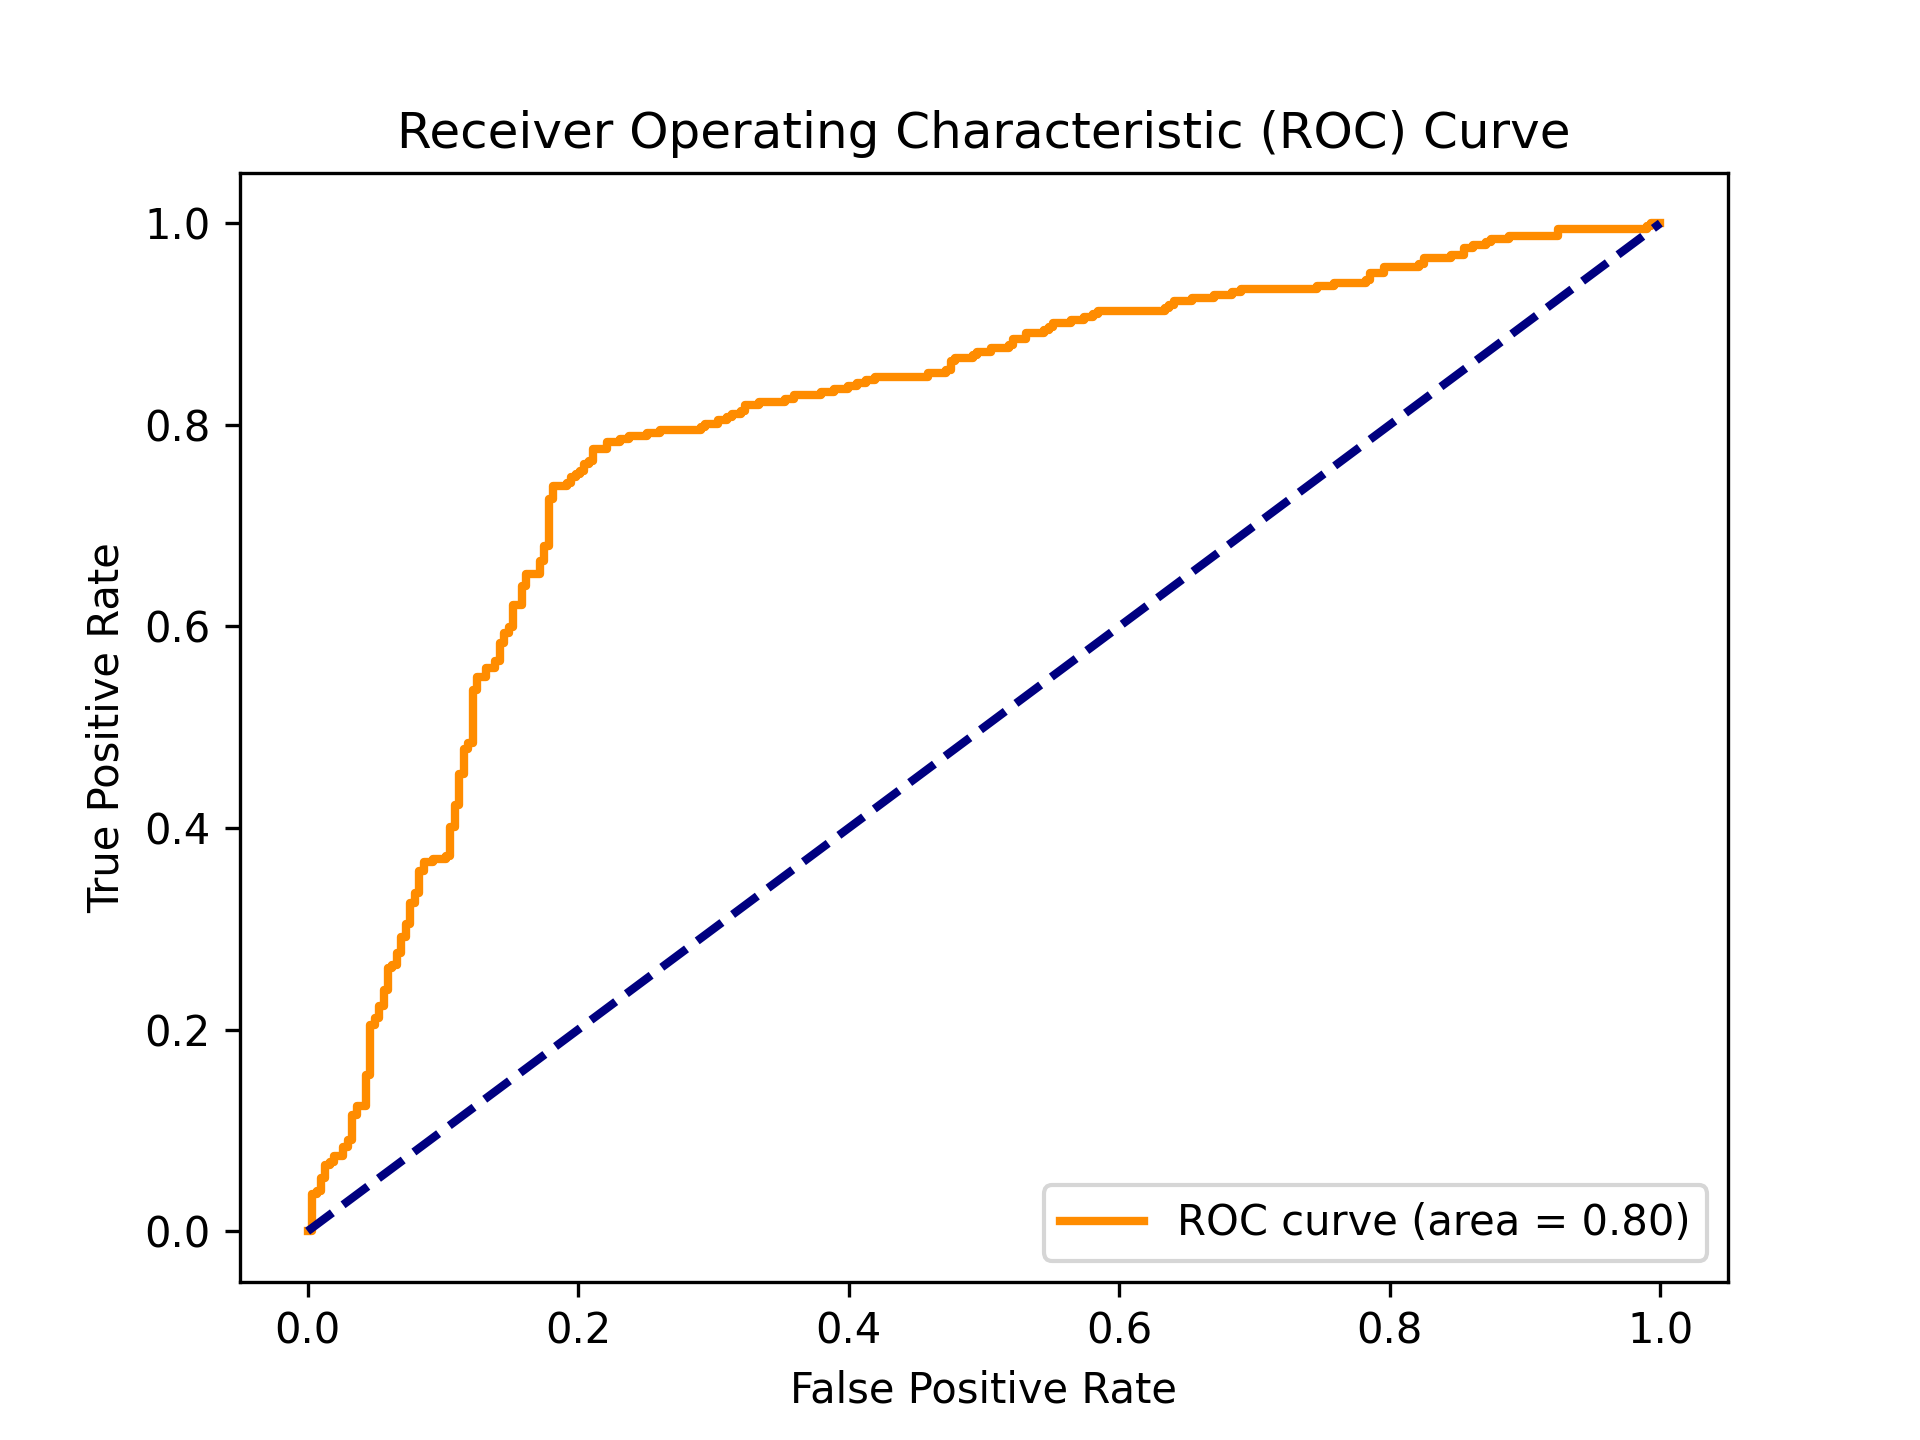 Receiver Operating Characteristic (ROC) Curve
1.0
0.8
0.6
0.4
0.2
0.0
True Positive Rate
ROC curve (area = 0.80)
0.0 0.2 0.4 0.6 0.8 1.0
False Positive Rate